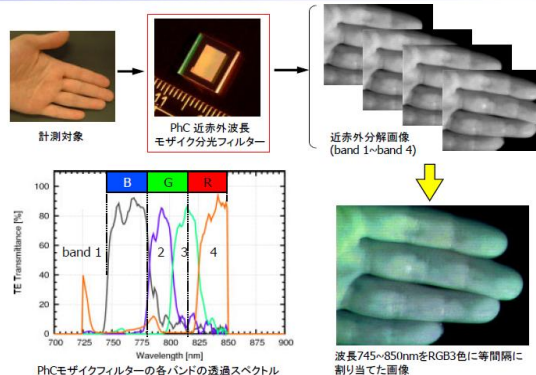 計測対象
PhC 近赤外波長
モザイク分光フィルター
近赤外分解画像
(band 1~band 4)
B
G
R
100
80
60
40
20
0
TE Transmittance [%]
band 1
2
3
4
700
725
750
775
800
825
850
875
900
Wavelength [nm]
PhCモザイクフィルターの各バンドの透過スペクトル
波長745~850nmをRGB3色に等間隔に
割り当てた画像